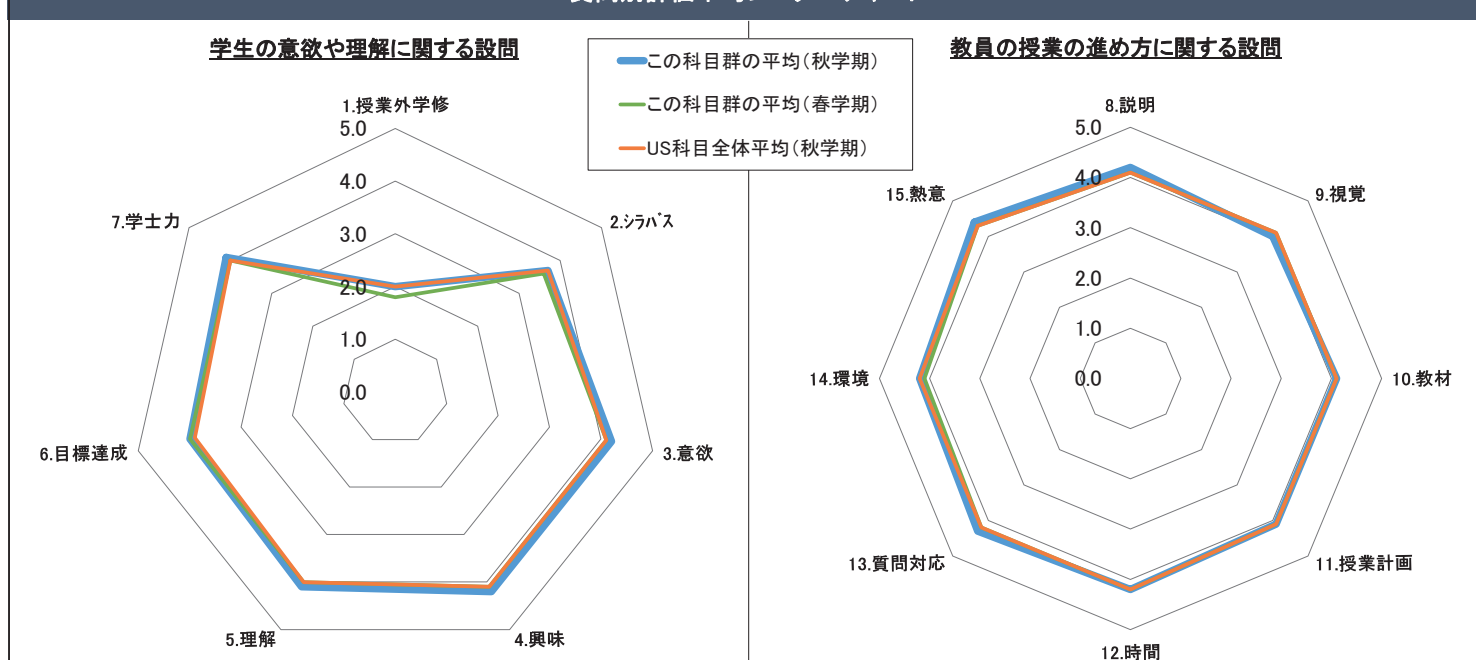 学生の意欲や理解に関する設問
この科目群の平均（秋学期）
この科目群の平均（春学期）
US科目全体平均（秋学期）
教員の授業の進め方に関する設問
1.授業外学修
5.0
4.0
3.0
2.0
1.0
0.0
2.シラバス
3.意欲
4.興味
5.理解
6.目標達成
7.学士力
8.説明
5.0
4.0
3.0
2.0
1.0
0.0
9.視覚
10.教材
11.授業計画
12.時間
13.質問対応
14.環境
15.熱意